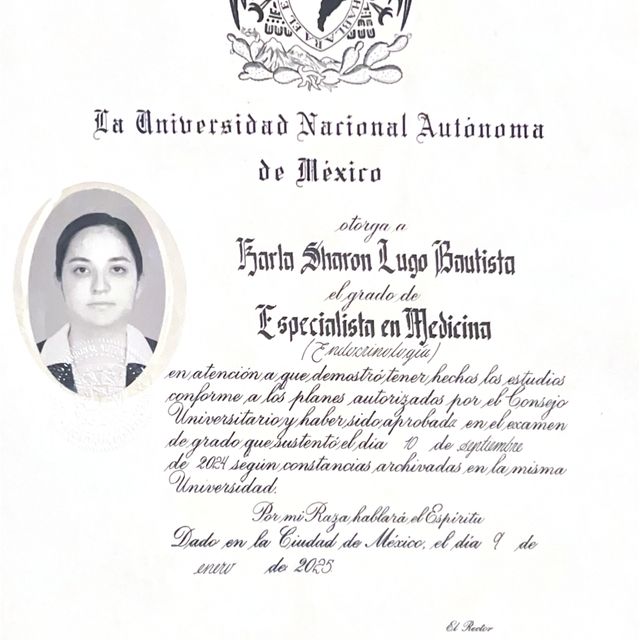 HABLARA EL E
La Universidad Nacional Autónoma
de México
otorga a
Karla Sharon Lugo Bautista
el grado de
Especialista en Medicina
(Endocrinología)
en atención a que demostró tener hechos los estudios
conforme a los planes autorizados por el Consejo
Universitario y haber sido aprobada en el examen
de grado que sustentó el día 10 de septiembre
de 2024 según constancias archivadas en la misma
Universidad.
Por mi Raza hablará el Espíritu
Dado en la Ciudad de México, el día 9 de
enero de 2025
El Rector